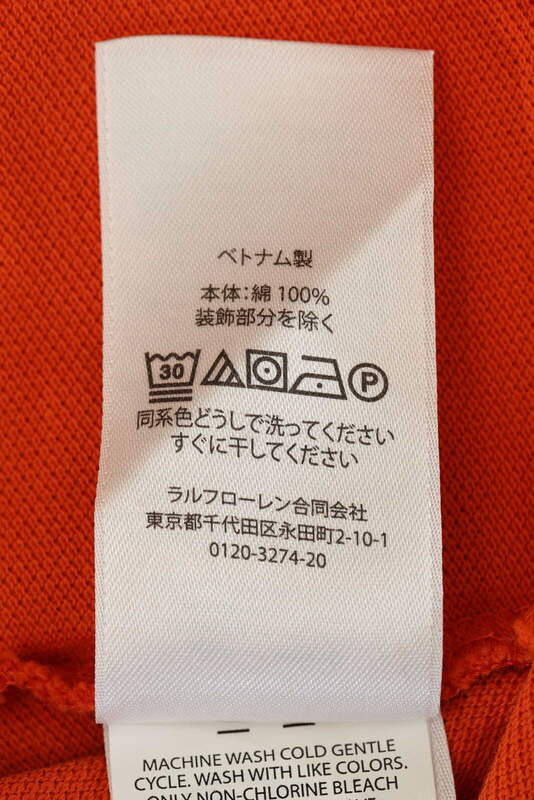 ベトナム製
本体：綿 100%
装飾部分を除く
30 P
同系色どうしで洗ってください
すぐに干してください
ラルフローレン合同会社
東京都千代田区永田町2-10-1
0120-3274-20
MACHINE WASH COLD GENTLE
CYCLE. WASH WITH LIKE COLORS.
ONLY NON-CHLORINE BLEACH